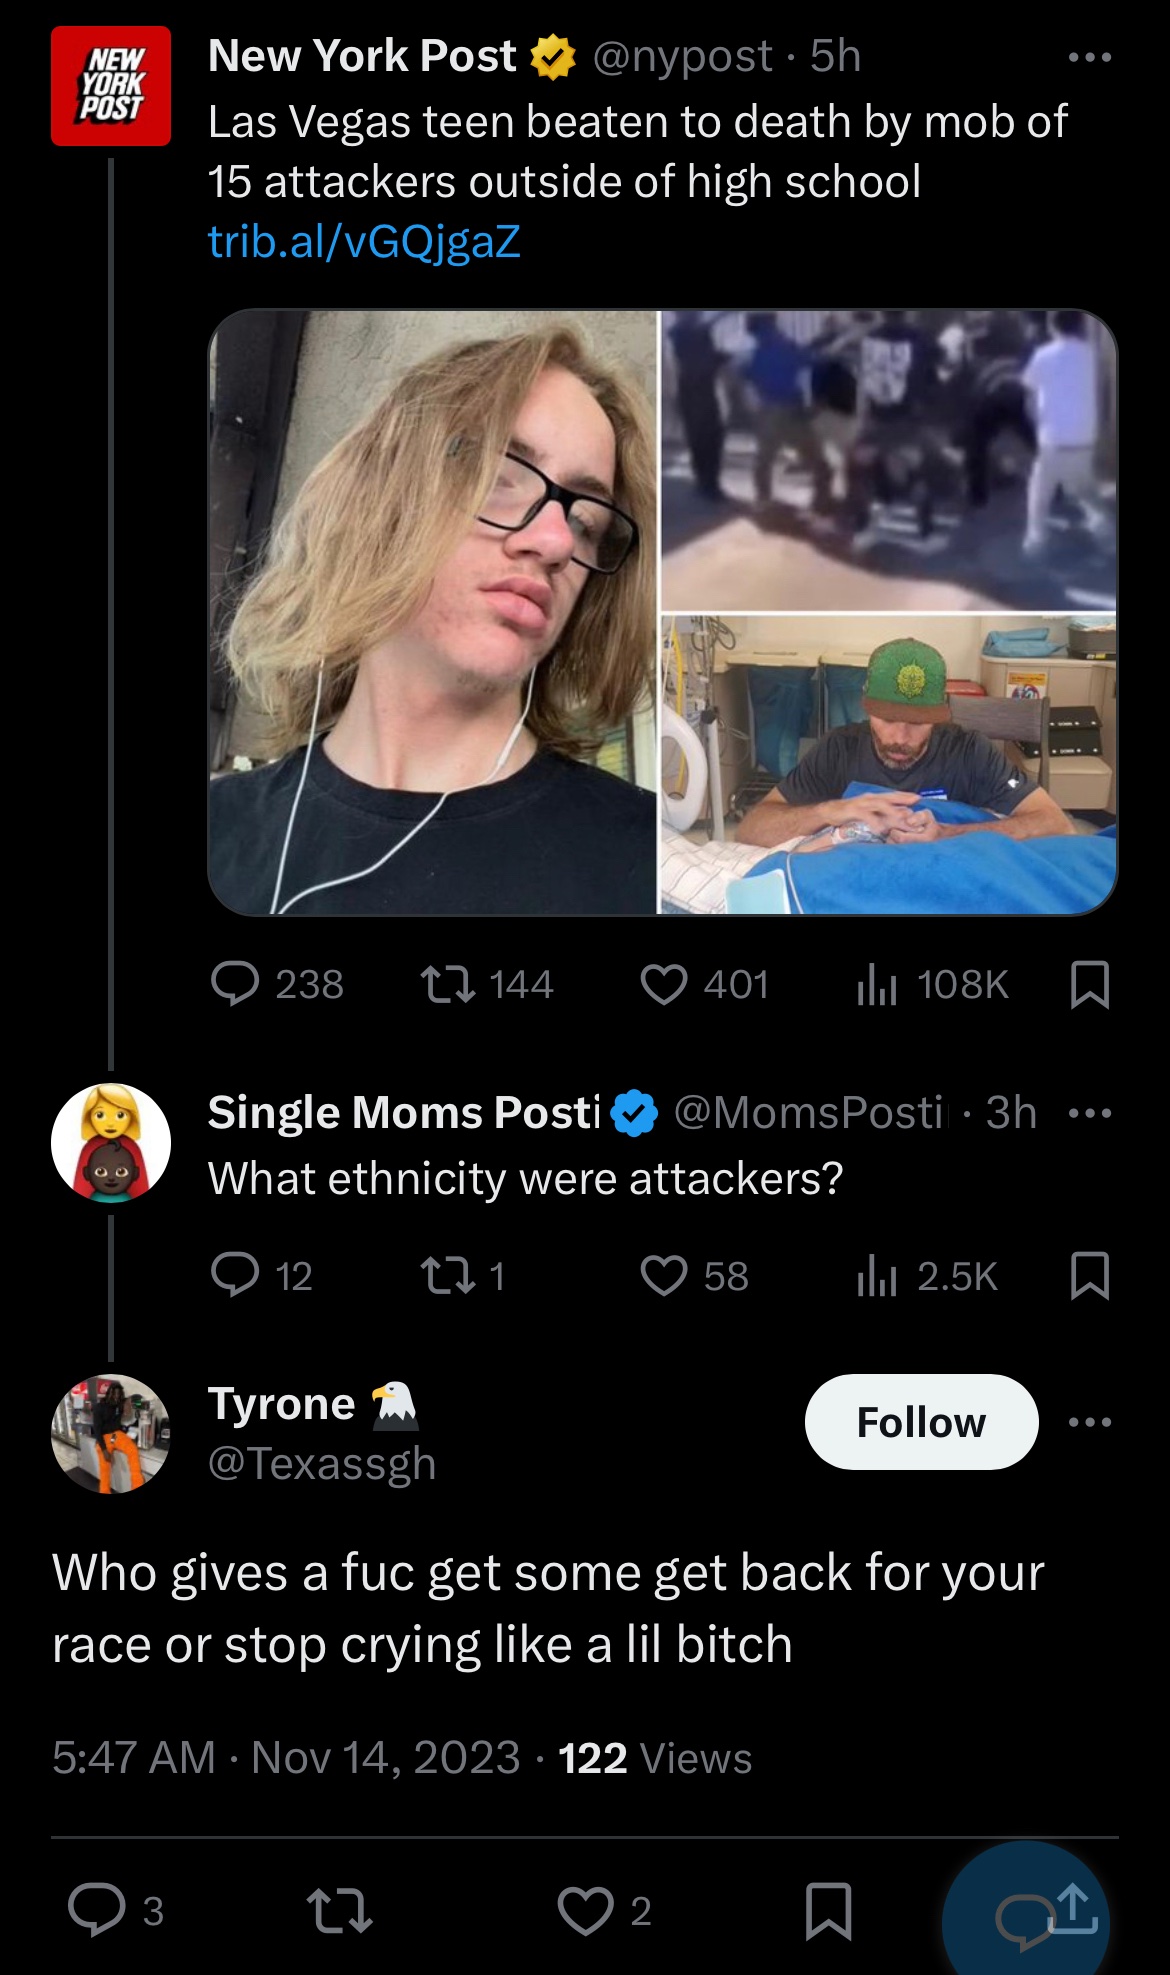 NEW
YORK
POST
New York Post @nypost · 5h
Las Vegas teen beaten to death by mob of
15 attackers outside of high school
trib.al/vGQjgaZ
238 144 401 108K
Single Moms Posti @MomsPosti · 3h
What ethnicity were attackers?
12 1 58 2.5K
Tyrone
@Texassgh
Follow
Who gives a fuc get some get back for your
race or stop crying like a lil bitch
5:47 AM · Nov 14, 2023 · 122 Views
3 2